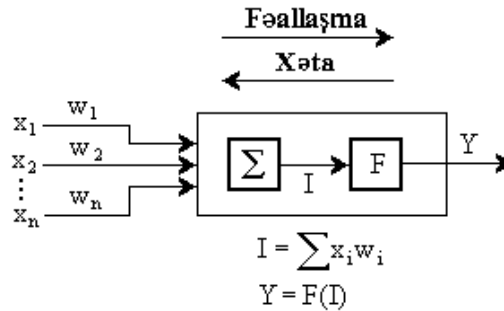 Fəallaşma
Xəta
x₁ w₁
x₂ w₂
⋮
xₙ wₙ
Σ I F Y
I = ∑xᵢwᵢ
Y = F(I)